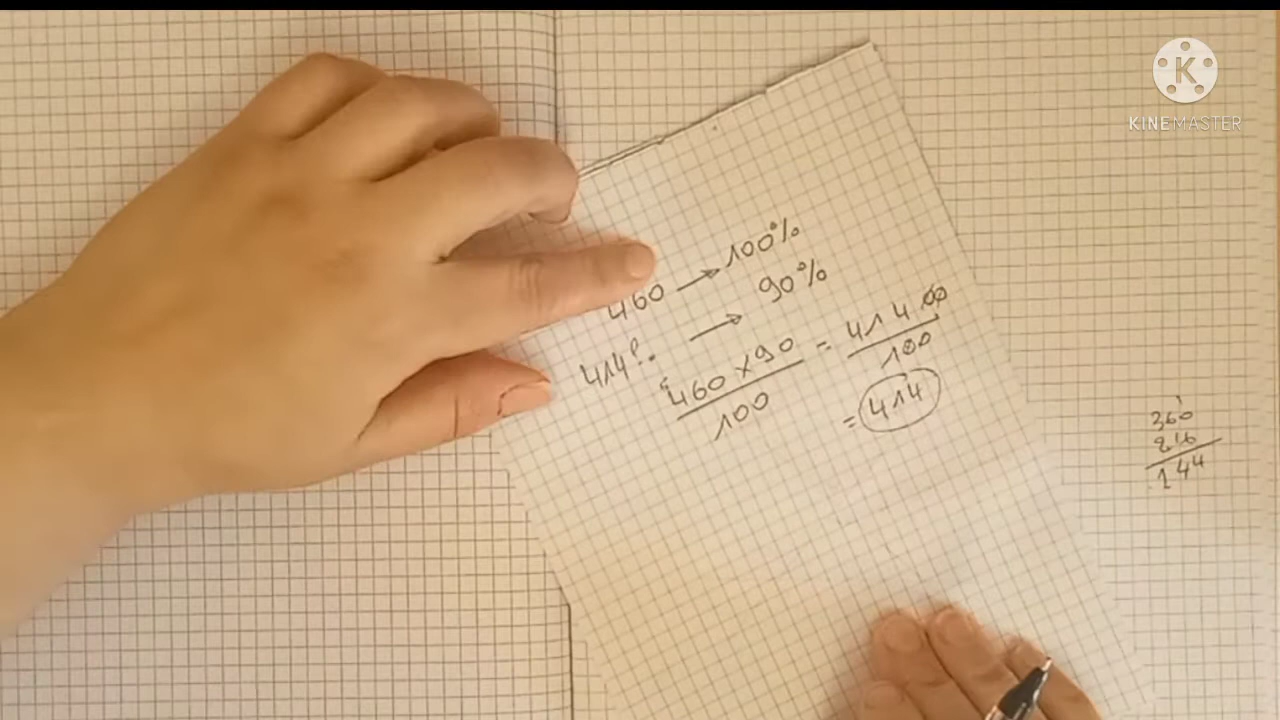 460 → 100%
414? → 90%
460 x 90 = 41400
100 100
= 414
360
216
144
K
KINEMASTER